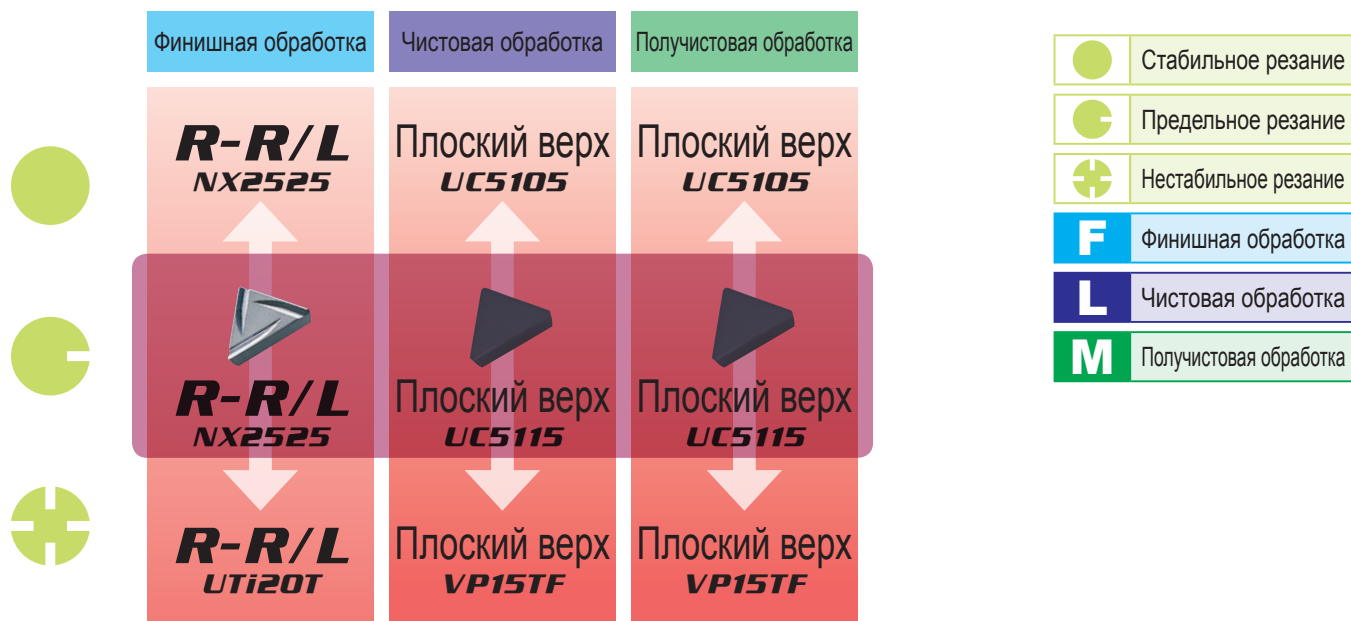 Финишная обработка
Чистовая обработка
Получистовая обработка
R-R/L
NX2525
Плоский верх
UC5105
Плоский верх
UC5105
R-R/L
NX2525
Плоский верх
UC5115
Плоский верх
UC5115
R-R/L
UTi20T
Плоский верх
VP15TF
Плоский верх
VP15TF
Стабильное резание
Предельное резание
Нестабильное резание
F Финишная обработка
L Чистовая обработка
M Получистовая обработка